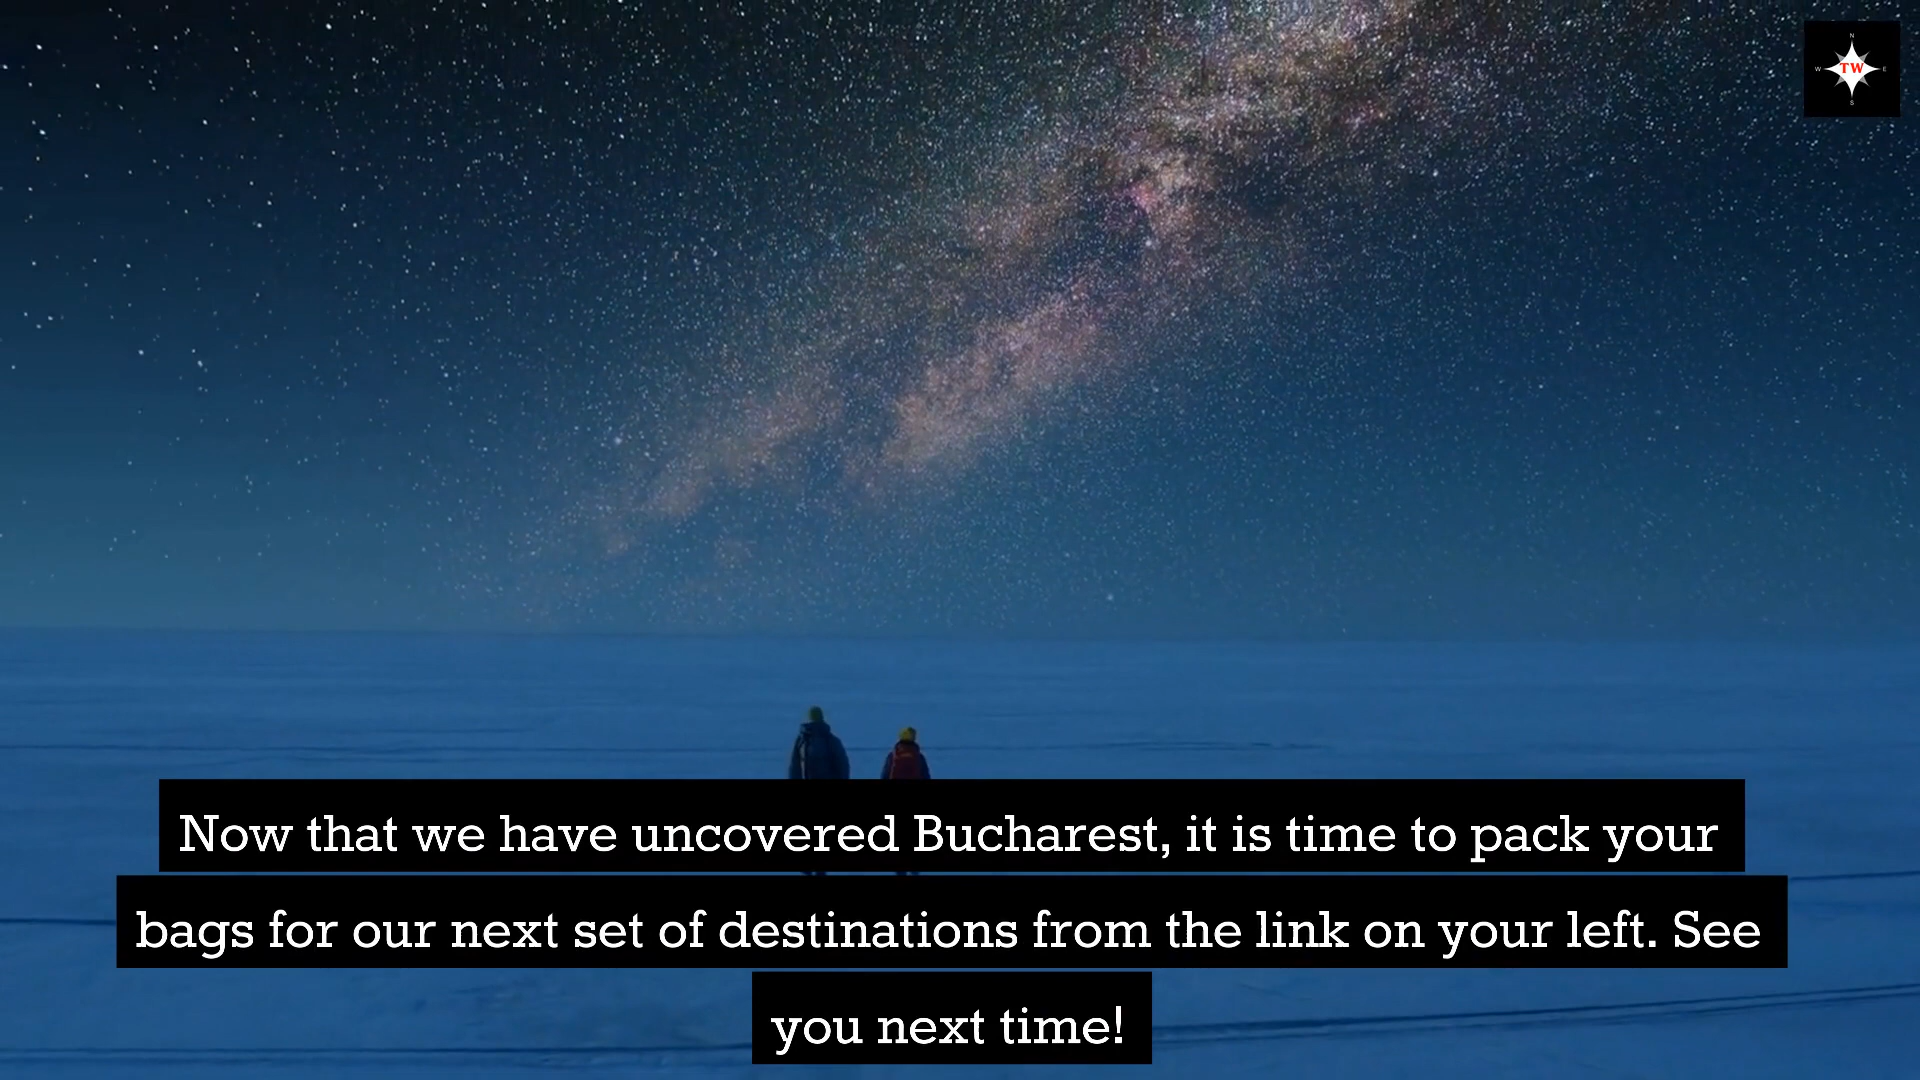 N
W TW E
S
Now that we have uncovered Bucharest, it is time to pack your
bags for our next set of destinations from the link on your left. See
you next time!